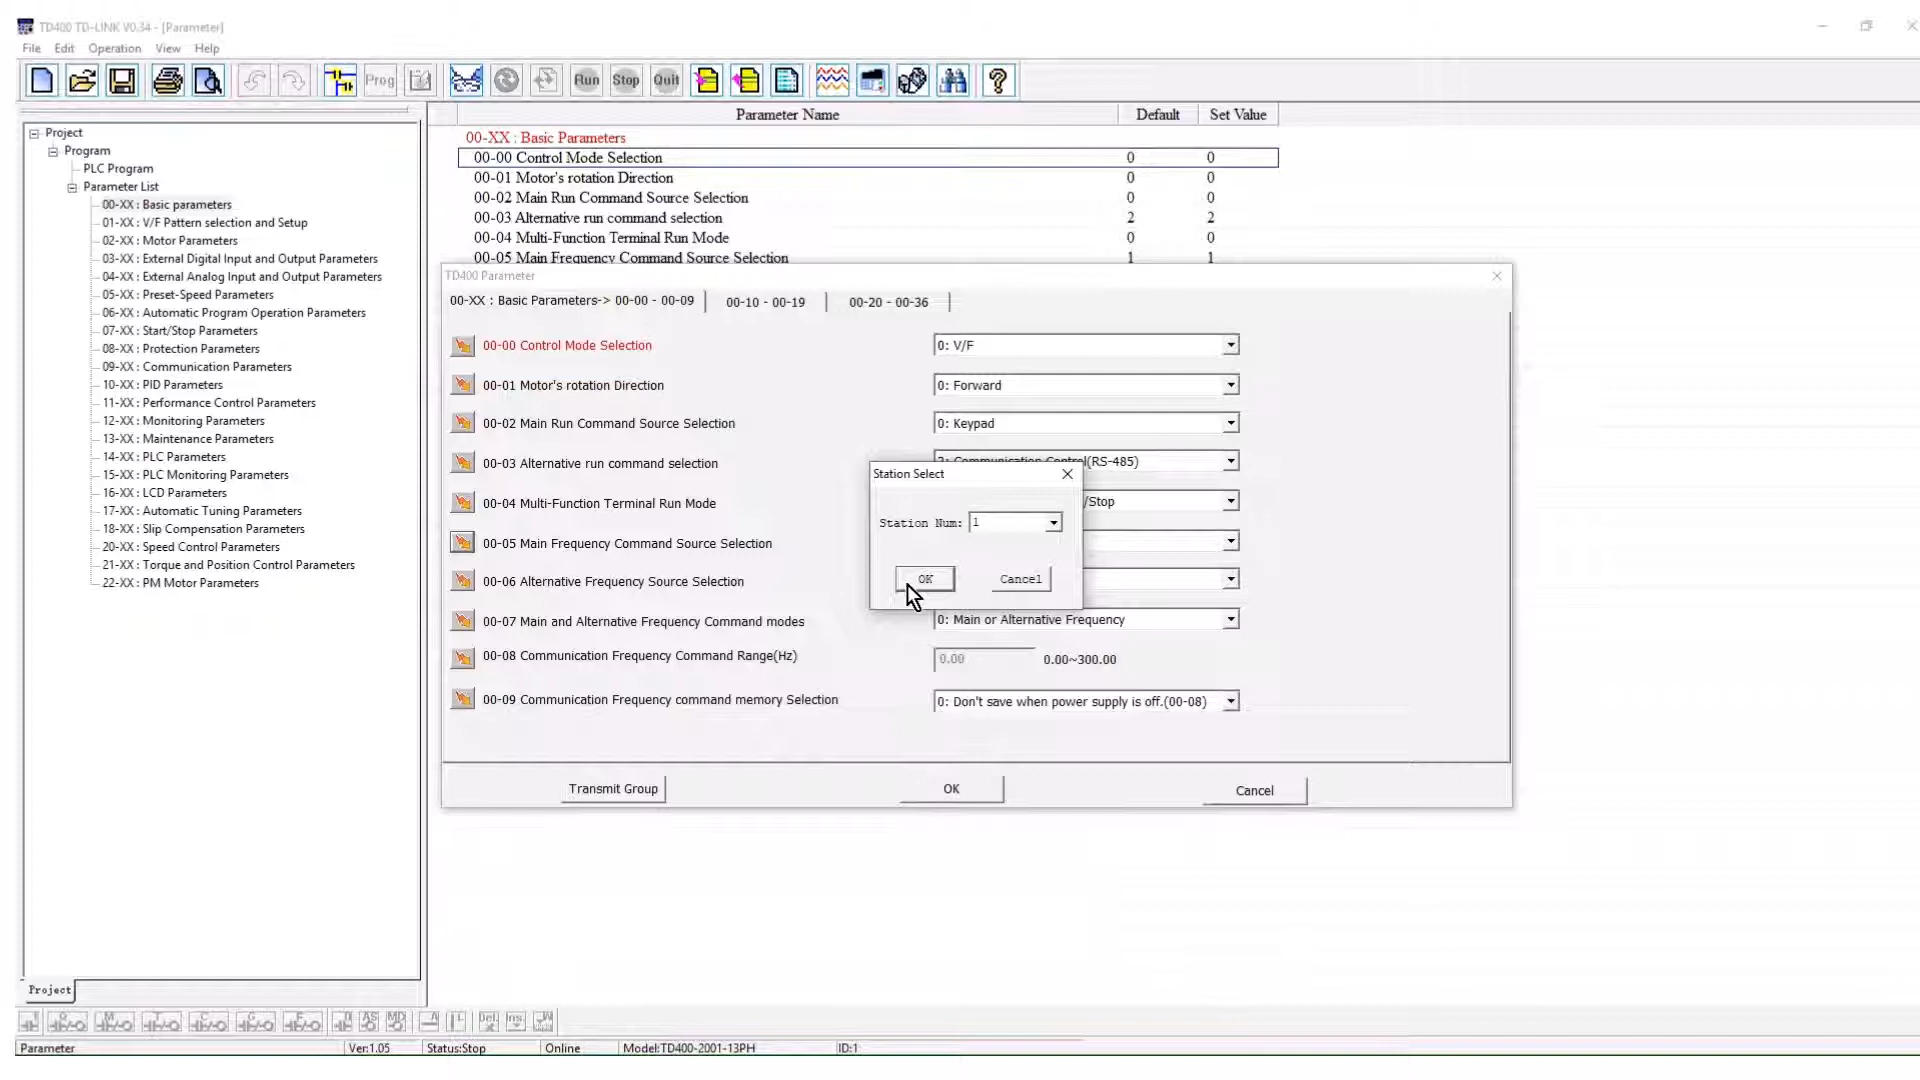 TD400 TD-LINK V0.34 - [Parameter]
File Edit Operation View Help
Prog Run Stop Quit
Parameter Name Default Set Value
Project
Program
PLC Program
Parameter List
00-XX : Basic parameters
01-XX : V/F Pattern selection and Setup
02-XX : Motor Parameters
03-XX : External Digital Input and Output Parameters
04-XX : External Analog Input and Output Parameters
05-XX : Preset-Speed Parameters
06-XX : Automatic Program Operation Parameters
07-XX : Start/Stop Parameters
08-XX : Protection Parameters
09-XX : Communication Parameters
10-XX : PID Parameters
11-XX : Performance Control Parameters
12-XX : Monitoring Parameters
13-XX : Maintenance Parameters
14-XX : PLC Parameters
15-XX : PLC Monitoring Parameters
16-XX : LCD Parameters
17-XX : Automatic Tuning Parameters
18-XX : Slip Compensation Parameters
20-XX : Speed Control Parameters
21-XX : Torque and Position Control Parameters
22-XX : PM Motor Parameters
00-XX : Basic Parameters
00-00 Control Mode Selection 0 0
00-01 Motor's rotation Direction 0 0
00-02 Main Run Command Source Selection 0 0
00-03 Alternative run command selection 2 2
00-04 Multi-Function Terminal Run Mode 0 0
00-05 Main Frequency Command Source Selection 1 1
TD400 Parameter
00-XX : Basic Parameters-> 00-00 - 00-09 00-10 - 00-19 00-20 - 00-36
00-00 Control Mode Selection 0: V/F
00-01 Motor's rotation Direction 0: Forward
00-02 Main Run Command Source Selection 0: Keypad
00-03 Alternative run command selection Communication Control(RS-485)
00-04 Multi-Function Terminal Run Mode /Stop
00-05 Main Frequency Command Source Selection
00-06 Alternative Frequency Source Selection
00-07 Main and Alternative Frequency Command modes 0: Main or Alternative Frequency
00-08 Communication Frequency Command Range(Hz) 0.00 0.00~300.00
00-09 Communication Frequency command memory Selection 0: Don't save when power supply is off.(00-08)
Transmit Group OK Cancel
Station Select
Station Num: 1
OK Cancel
Project
Parameter Ver:1.05 Status:Stop Online Model:TD400-2001-13PH ID:1